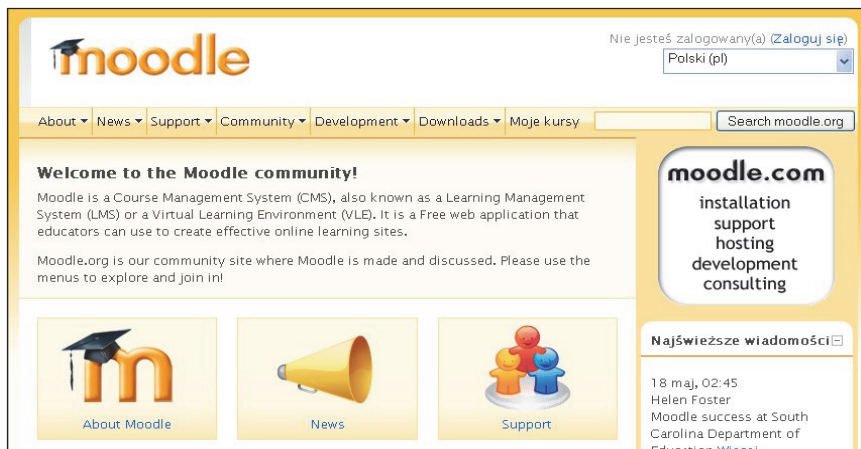 moodle
Nie jesteś zalogowany(a) (Zaloguj się)
Polski (pl)
About News Support Community Development Downloads Moje kursy Search moodle.org
Welcome to the Moodle community!
Moodle is a Course Management System (CMS), also known as a Learning Management
System (LMS) or a Virtual Learning Environment (VLE). It is a Free web application that
educators can use to create effective online learning sites.
Moodle.org is our community site where Moodle is made and discussed. Please use the
menus to explore and join in!
m
About Moodle
News
Support
moodle.com
installation
support
hosting
development
consulting
Najświeższe wiadomości
18 maj, 02:45
Helen Foster
Moodle success at South
Carolina Department of
Education Więcej